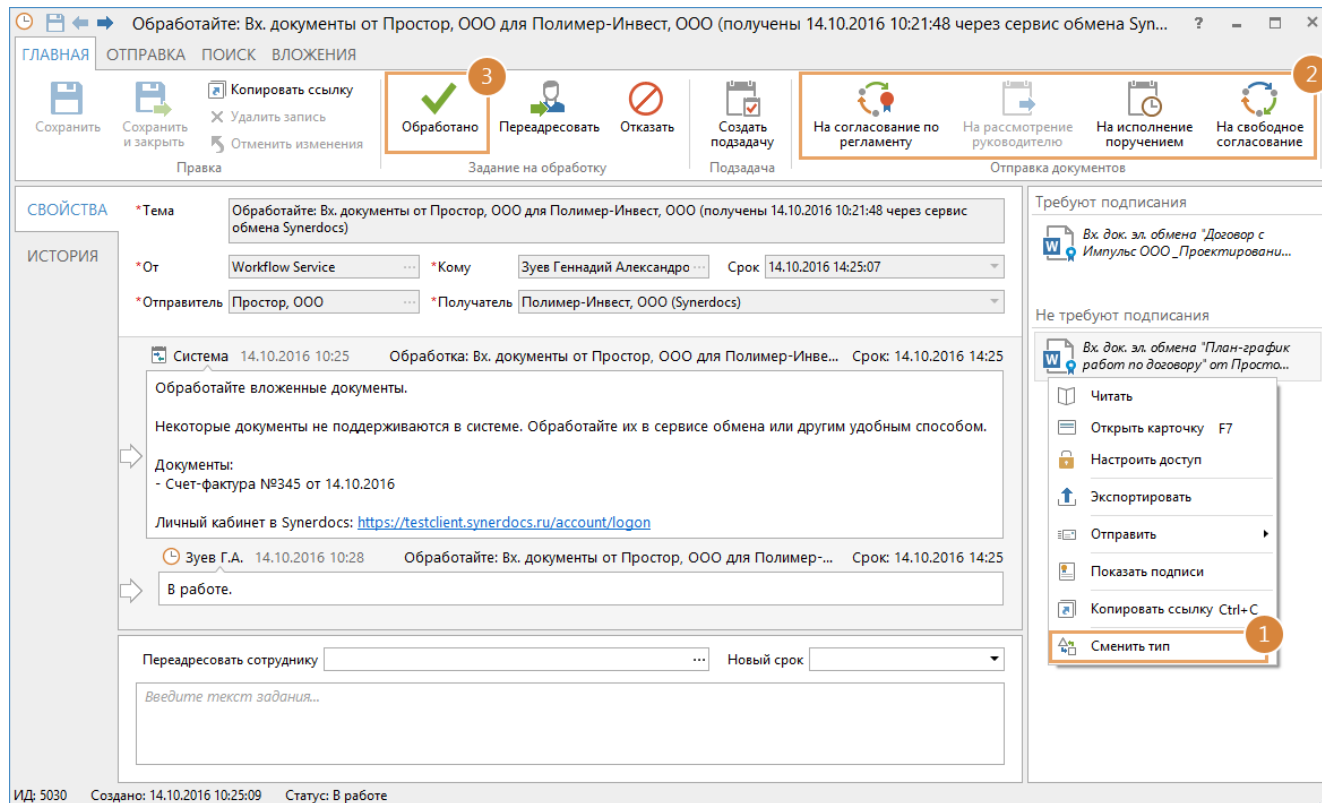 Обработайте: Вх. документы от Простор, ООО для Полимер-Инвест, ООО (получены 14.10.2016 10:21:48 через сервис обмена Syn... ?
ГЛАВНАЯ ОТПРАВКА ПОИСК ВЛОЖЕНИЯ
Сохранить
Сохранить
и закрыть
Копировать ссылку
Удалить запись
Отменить изменения
Правка
3
Обработано
Переадресовать
Отказать
Задание на обработку
Создать
подзадачу
Подзадача
2
На согласование по
регламенту
На рассмотрение
руководителю
На исполнение
поручением
На свободное
согласование
Отправка документов
СВОЙСТВА
ИСТОРИЯ
*Тема Обработайте: Вх. документы от Простор, ООО для Полимер-Инвест, ООО (получены 14.10.2016 10:21:48 через сервис
обмена Synerdocs)
*От Workflow Service ... *Кому Зуев Геннадий Александро ... Срок 14.10.2016 14:25:07
*Отправитель Простор, ООО ... *Получатель Полимер-Инвест, ООО (Synerdocs)
Система 14.10.2016 10:25 Обработка: Вх. документы от Простор, ООО для Полимер-Инве... Срок: 14.10.2016 14:25
Обработайте вложенные документы.
Некоторые документы не поддерживаются в системе. Обработайте их в сервисе обмена или другим удобным способом.
Документы:
- Счет-фактура №345 от 14.10.2016
Личный кабинет в Synerdocs: https://testclient.synerdocs.ru/account/logon
Зуев Г.А. 14.10.2016 10:28 Обработайте: Вх. документы от Простор, ООО для Полимер-... Срок: 14.10.2016 14:25
В работе.
Переадресовать сотруднику ... Новый срок
Введите текст задания...
Требуют подписания
W Вх. док. эл. обмена "Договор с
Импульс ООО_Проектировани...
Не требуют подписания
W Вх. док. эл. обмена "План-график
работ по договору" от Просто...
Читать
Открыть карточку F7
Настроить доступ
Экспортировать
Отправить
Показать подписи
Копировать ссылку Ctrl+C
1
Сменить тип
ИД: 5030 Создано: 14.10.2016 10:25:09 Статус: В работе